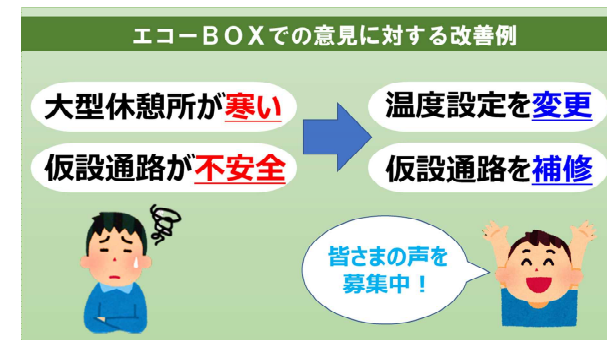 エコーBOXでの意見に対する改善例
大型休憩所が寒い
温度設定を変更
仮設通路が不安全
仮設通路を補修
皆さまの声を
募集中！